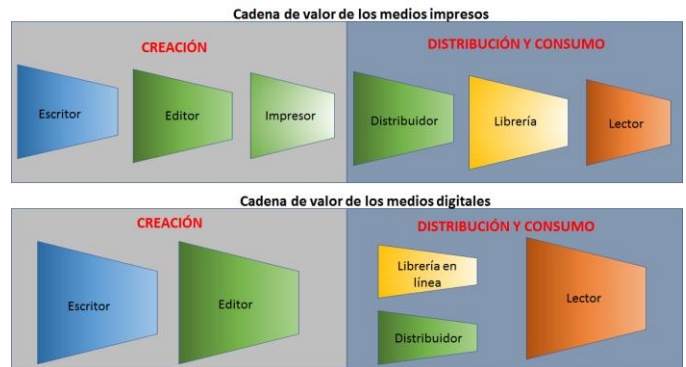 Cadena de valor de los medios impresos
CREACIÓN
DISTRIBUCIÓN Y CONSUMO
Escritor
Editor
Impresor
Distribuidor
Librería
Lector
Cadena de valor de los medios digitales
CREACIÓN
DISTRIBUCIÓN Y CONSUMO
Escritor
Editor
Librería en
línea
Distribuidor
Lector